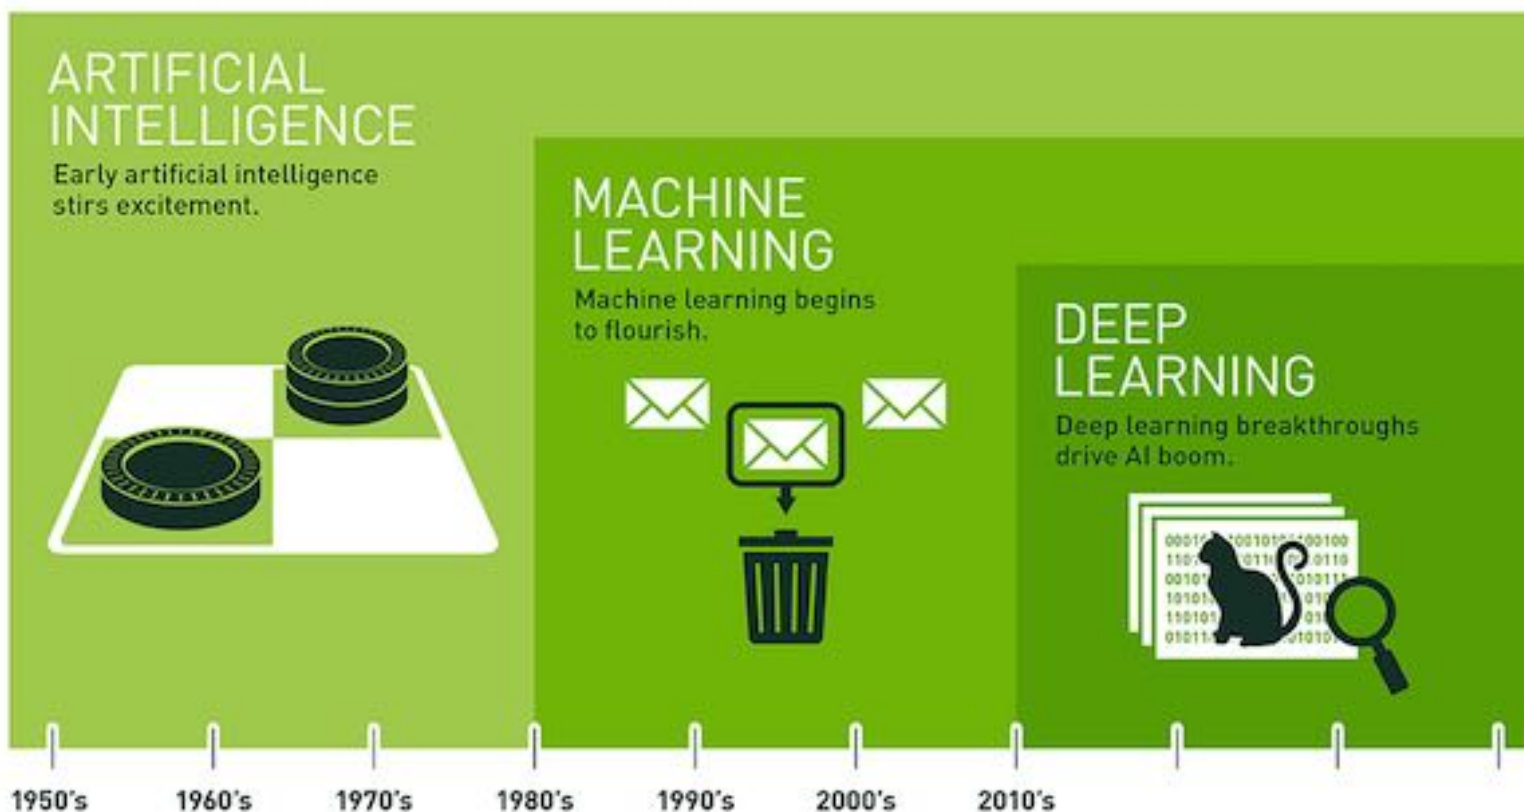 ARTIFICIAL
INTELLIGENCE
Early artificial intelligence
stirs excitement.
MACHINE
LEARNING
Machine learning begins
to flourish.
DEEP
LEARNING
Deep learning breakthroughs
drive AI boom.
1950's 1960's 1970's 1980's 1990's 2000's 2010's